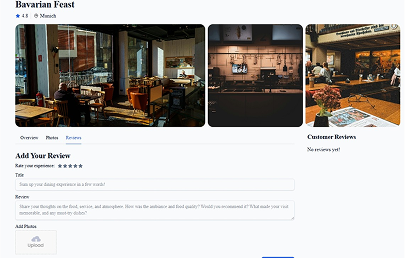 Bavarian Feast
4.8 Munich
Overview Photos Reviews
Customer Reviews
No reviews yet!
Add Your Review
Rate your experience:
Title
Sum up your dining experience in a few words!
Review
Share your thoughts on the food, service, and atmosphere. How was the ambiance and food quality? Would you recommend it? What made your visit
memorable, and any must-try dishes?
Add Photos
Upload